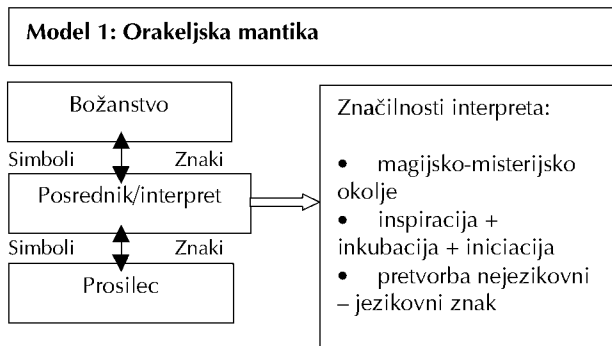 Model 1: Orakeljska mantika
Božanstvo
Simboli Znaki
Posrednik/interpret
Simboli Znaki
Prosilec
Značilnosti interpreta:
• magijsko-misterijsko
okolje
• inspiracija +
inkubacija + iniciacija
• pretvorba nejezikovni
– jezikovni znak